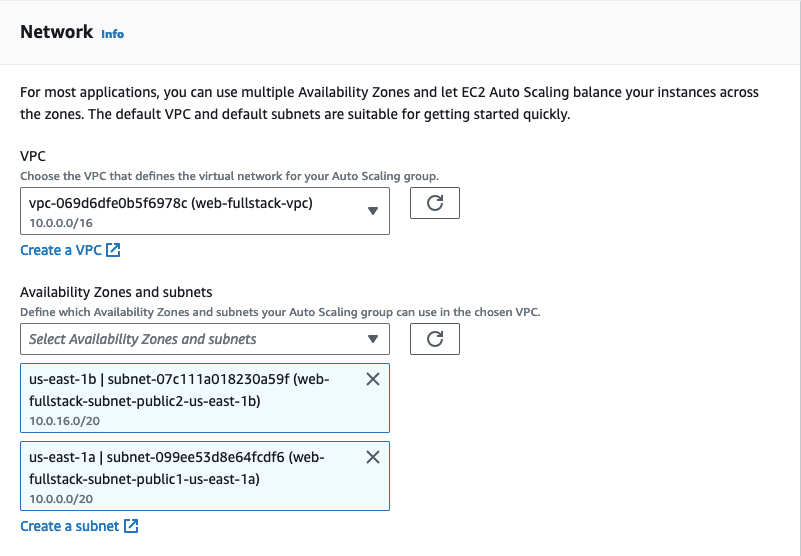 Network Info
For most applications, you can use multiple Availability Zones and let EC2 Auto Scaling balance your instances across
the zones. The default VPC and default subnets are suitable for getting started quickly.
VPC
Choose the VPC that defines the virtual network for your Auto Scaling group.
vpc-069d6dfe0b5f6978c (web-fullstack-vpc)
10.0.0.0/16
Create a VPC
Availability Zones and subnets
Define which Availability Zones and subnets your Auto Scaling group can use in the chosen VPC.
Select Availability Zones and subnets
us-east-1b | subnet-07c111a018230a59f (web-
fullstack-subnet-public2-us-east-1b)
10.0.16.0/20
us-east-1a | subnet-099ee53d8e64fcdf6 (web-
fullstack-subnet-public1-us-east-1a)
10.0.0.0/20
Create a subnet